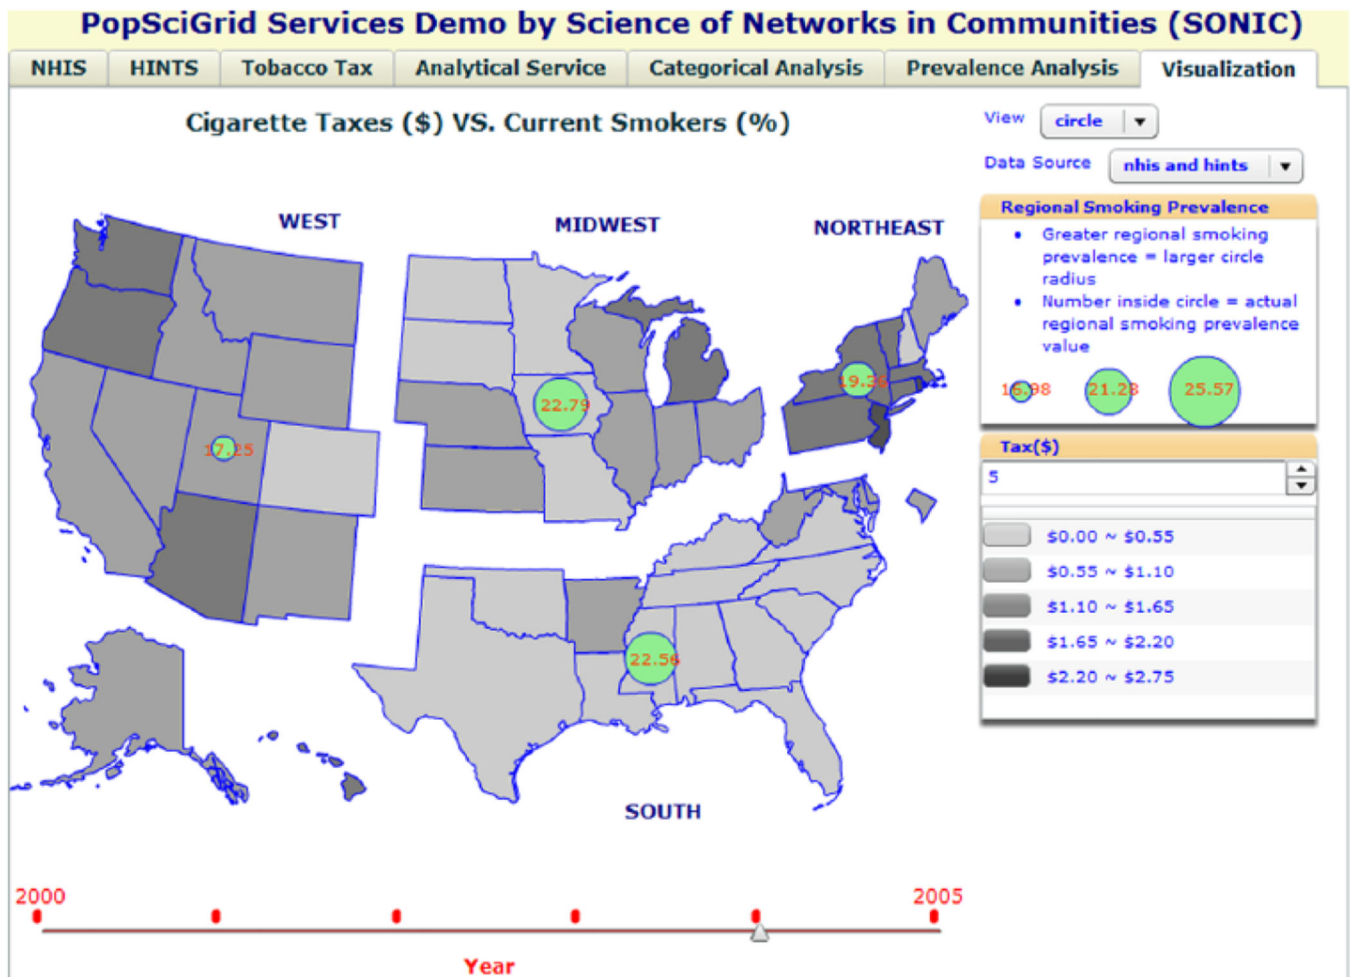 PopSciGrid Services Demo by Science of Networks in Communities (SONIC)
NHIS
HINTS
Tobacco Tax
Analytical Service
Categorical Analysis
Prevalence Analysis
Visualization
Cigarette Taxes ($) VS. Current Smokers (%)
View
circle
Data Source
nhis and hints
Regional Smoking Prevalence
• Greater regional smoking
prevalence = larger circle
radius
• Number inside circle = actual
regional smoking prevalence
value
16.98
21.28
25.57
Tax($)
5
$0.00 ~ $0.55
$0.55 ~ $1.10
$1.10 ~ $1.65
$1.65 ~ $2.20
$2.20 ~ $2.75
WEST
MIDWEST
NORTHEAST
19.36
22.79
17.25
22.56
SOUTH
2000
2005
Year